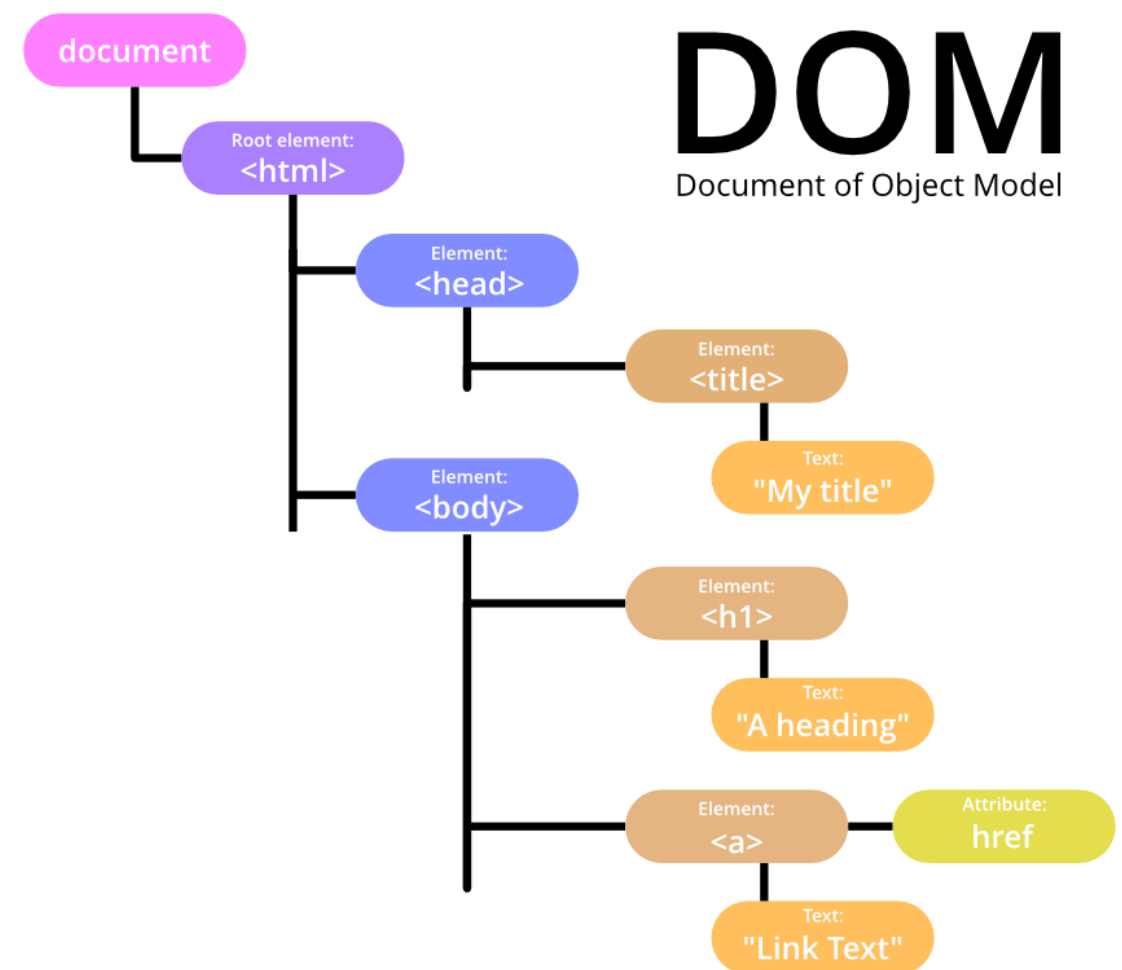 document
DOM
Document of Object Model
Root element:
<html>
Element:
<head>
Element:
<title>
Text:
"My title"
Element:
<body>
Element:
<h1>
Text:
"A heading"
Element:
<a>
Attribute:
href
Text:
"Link Text"